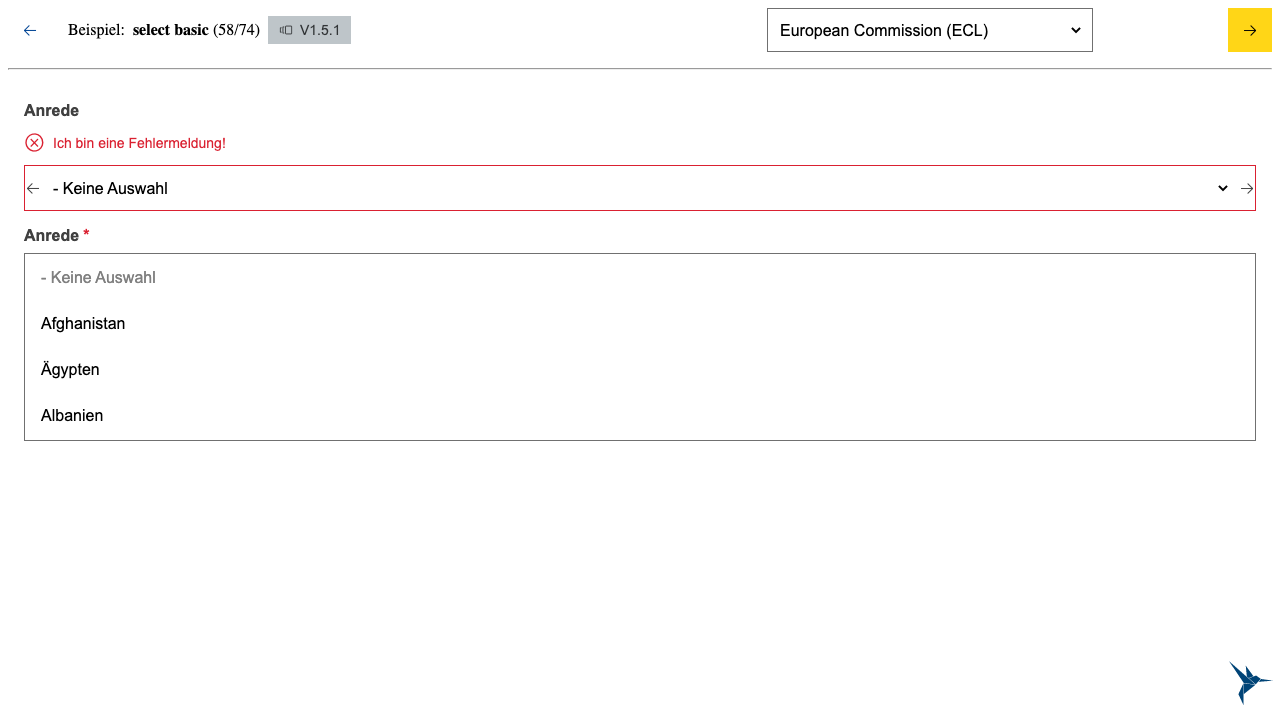 Beispiel: select basic (58/74) V1.5.1 European Commission (ECL)
Anrede
Ich bin eine Fehlermeldung!
- Keine Auswahl
Anrede *
- Keine Auswahl
Afghanistan
Ägypten
Albanien